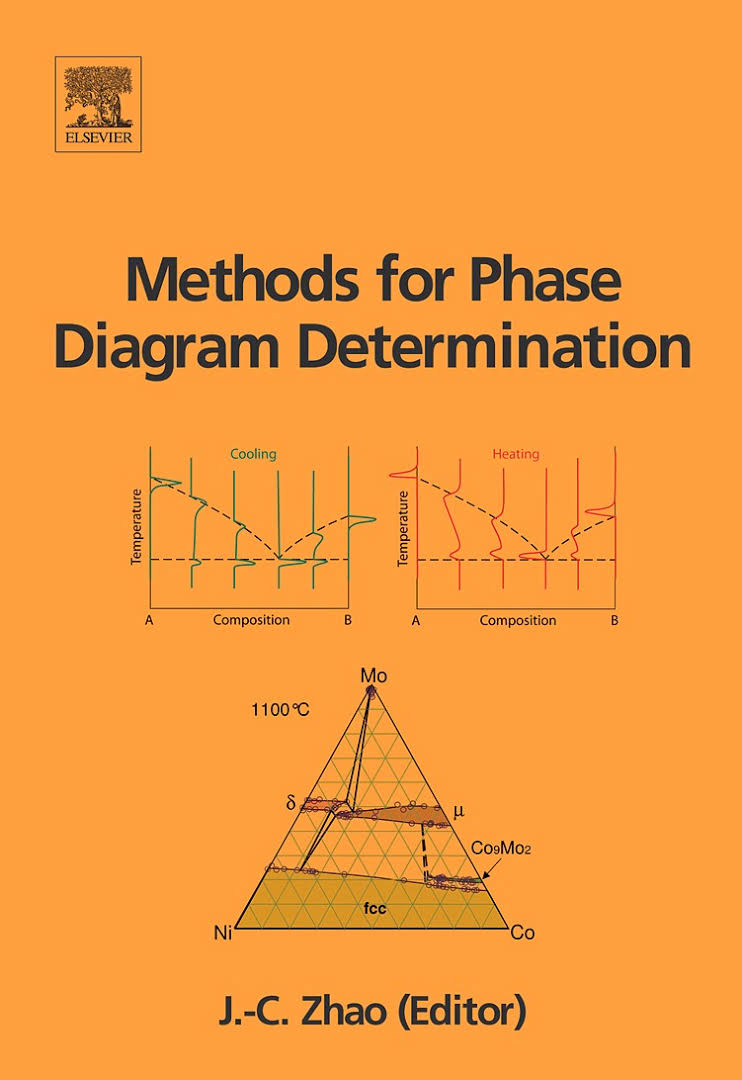 ELSEVIER
Methods for Phase
Diagram Determination
Cooling
Temperature
A
Composition
B
Heating
Temperature
A
Composition
B
Mo
1100°C
δ
μ
Co₉Mo₂
fcc
Ni
Co
J.-C. Zhao (Editor)